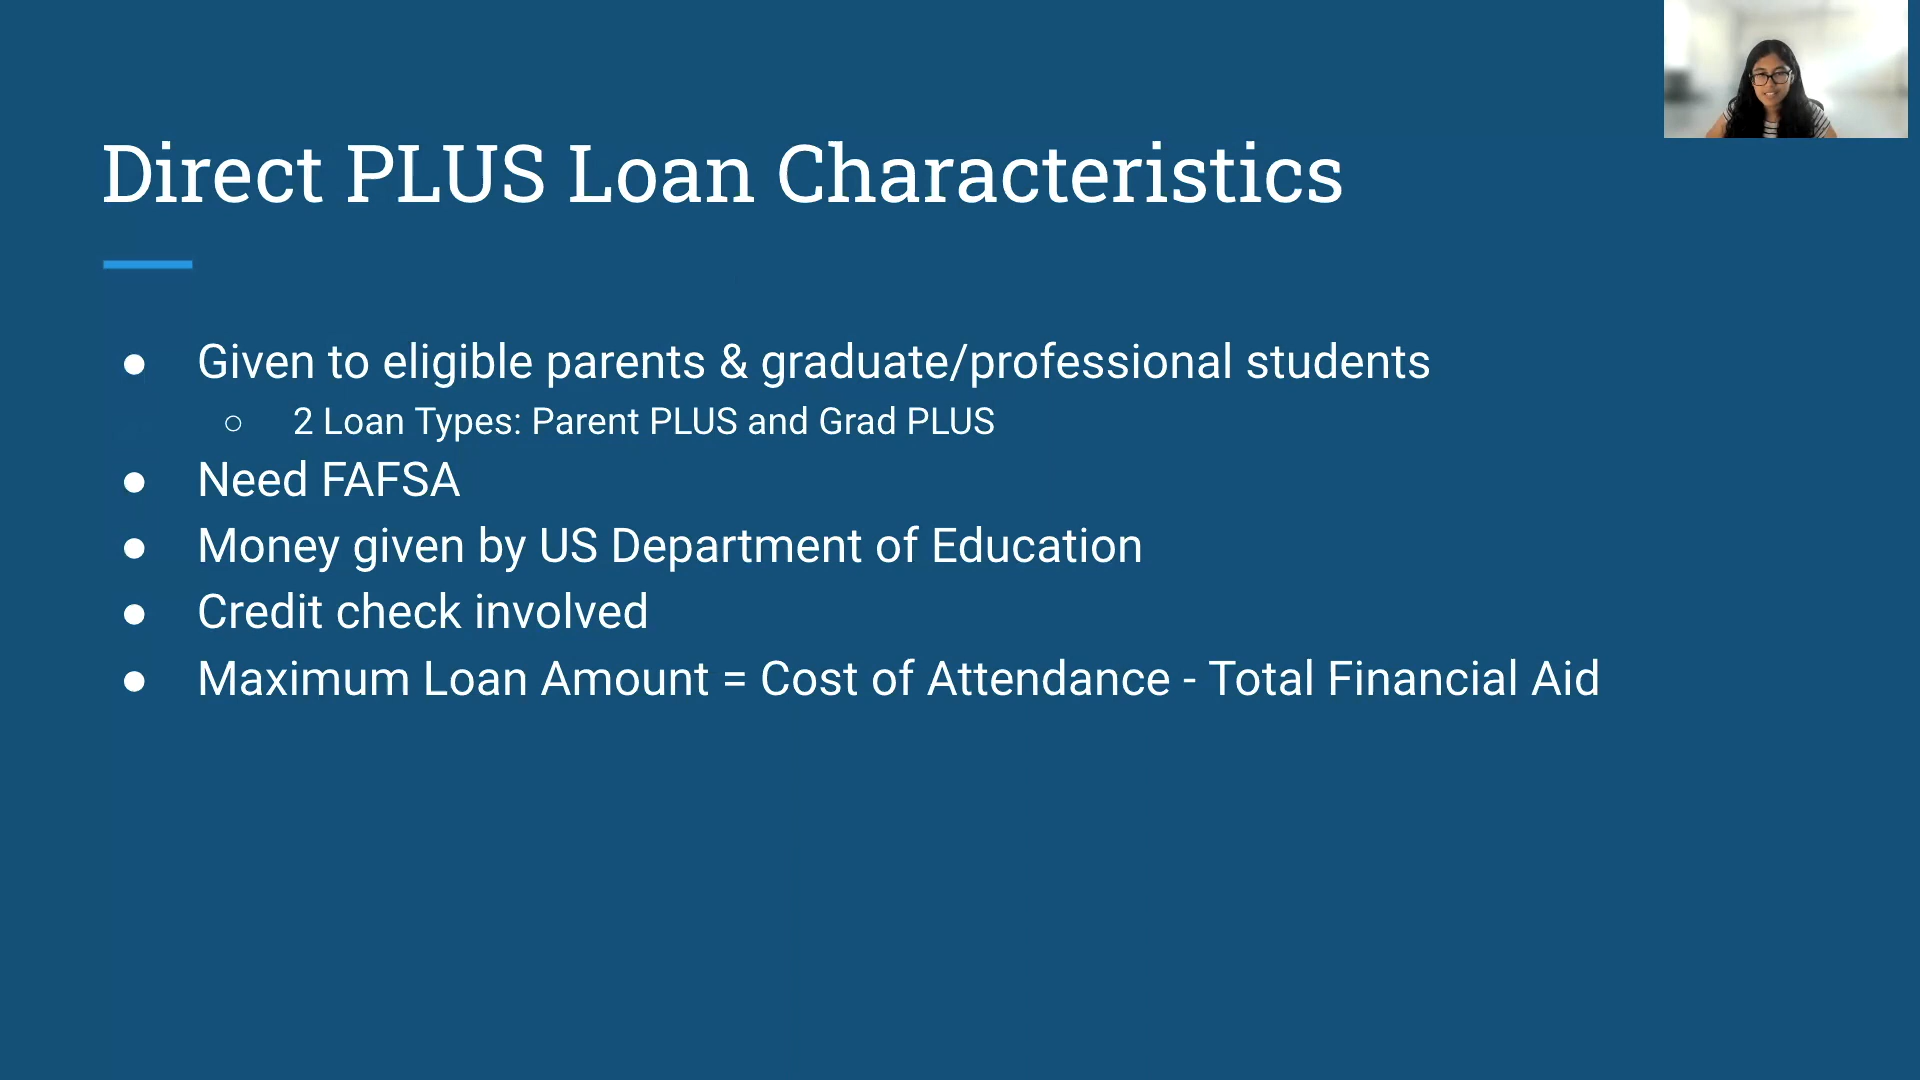 Direct PLUS Loan Characteristics
● Given to eligible parents & graduate/professional students
○ 2 Loan Types: Parent PLUS and Grad PLUS
● Need FAFSA
● Money given by US Department of Education
● Credit check involved
● Maximum Loan Amount = Cost of Attendance - Total Financial Aid